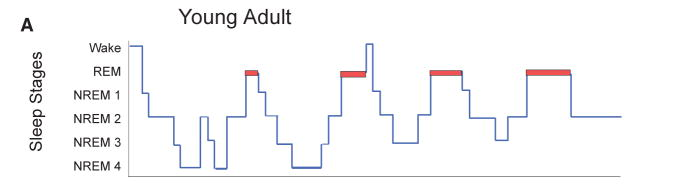 A
Young Adult
Sleep Stages
Wake
REM
NREM 1
NREM 2
NREM 3
NREM 4